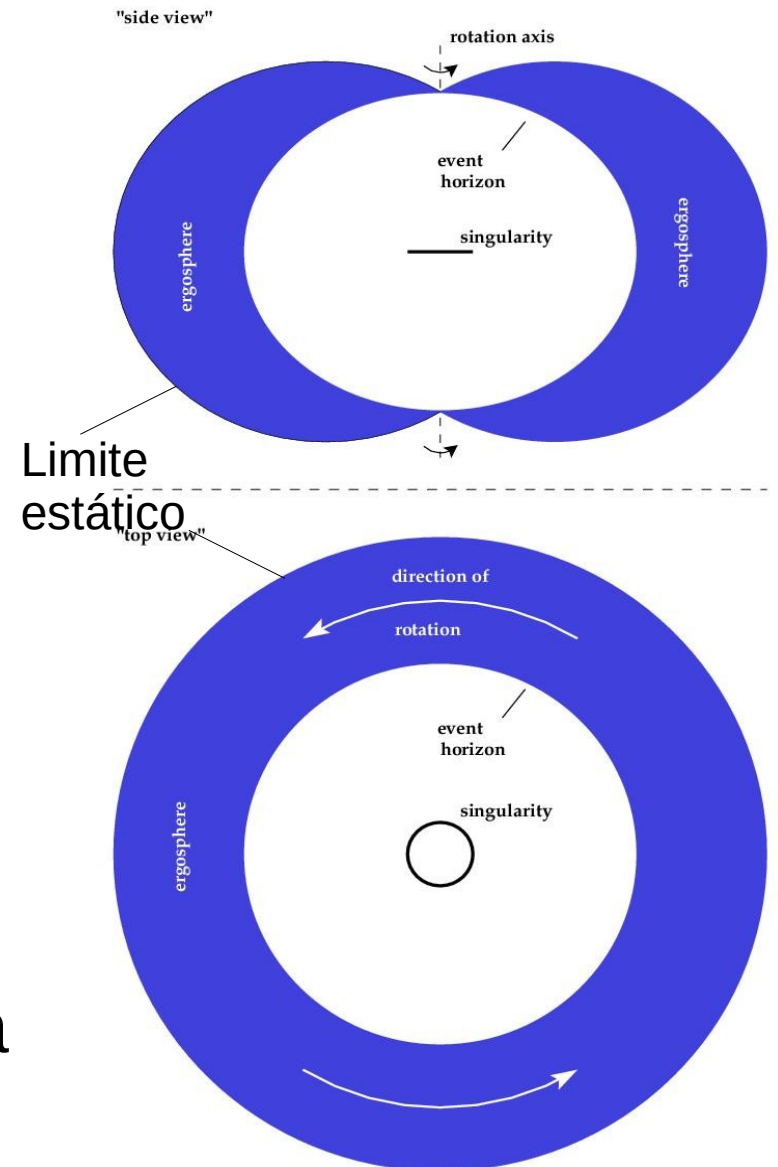 "side view"
rotation axis
event
horizon
singularity
ergosphere
ergosphere
Limite
estático
"top view"
direction of
rotation
event
horizon
singularity
ergosphere
a